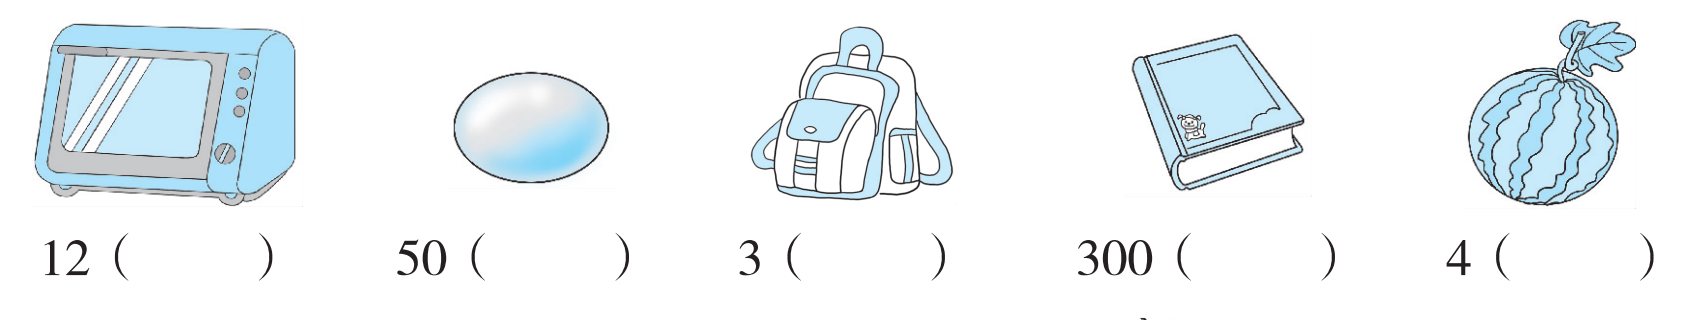 12（　　） 50（　　） 3（　　） 300（　　） 4（　　）